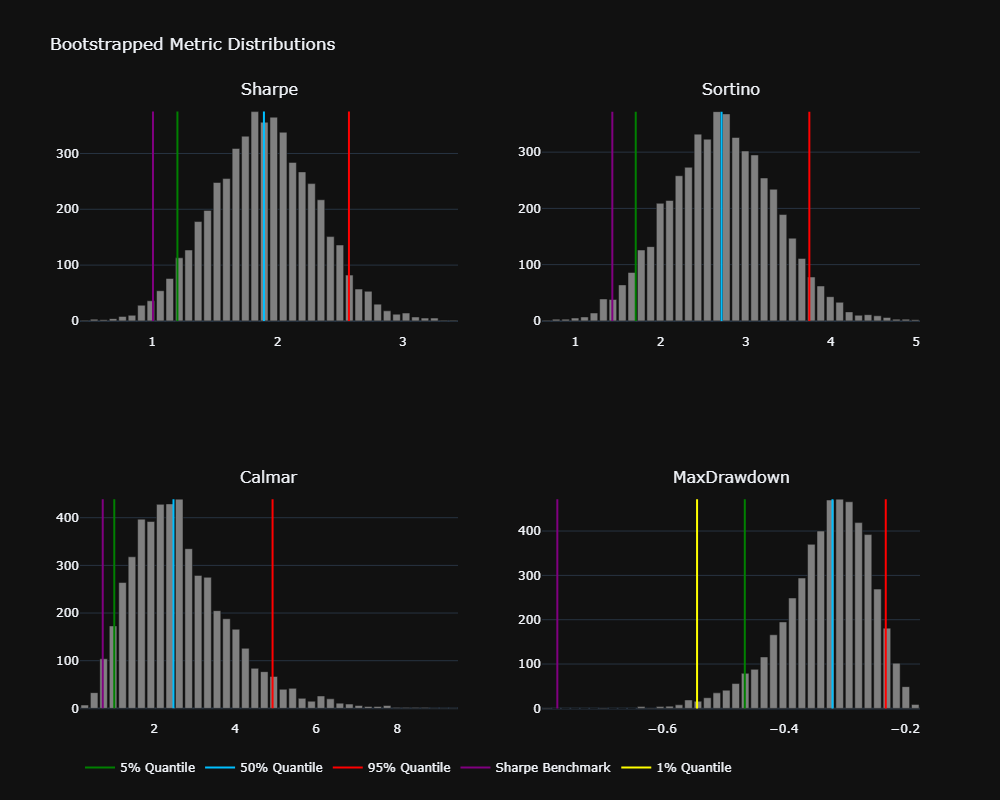 Bootstrapped Metric Distributions
Sharpe
Sortino
300
200
100
0
1 2 3
300
200
100
0
1 2 3 4 5
Calmar
MaxDrawdown
400
300
200
100
0
2 4 6 8
400
300
200
100
0
−0.6 −0.4 −0.2
5% Quantile 50% Quantile 95% Quantile Sharpe Benchmark 1% Quantile